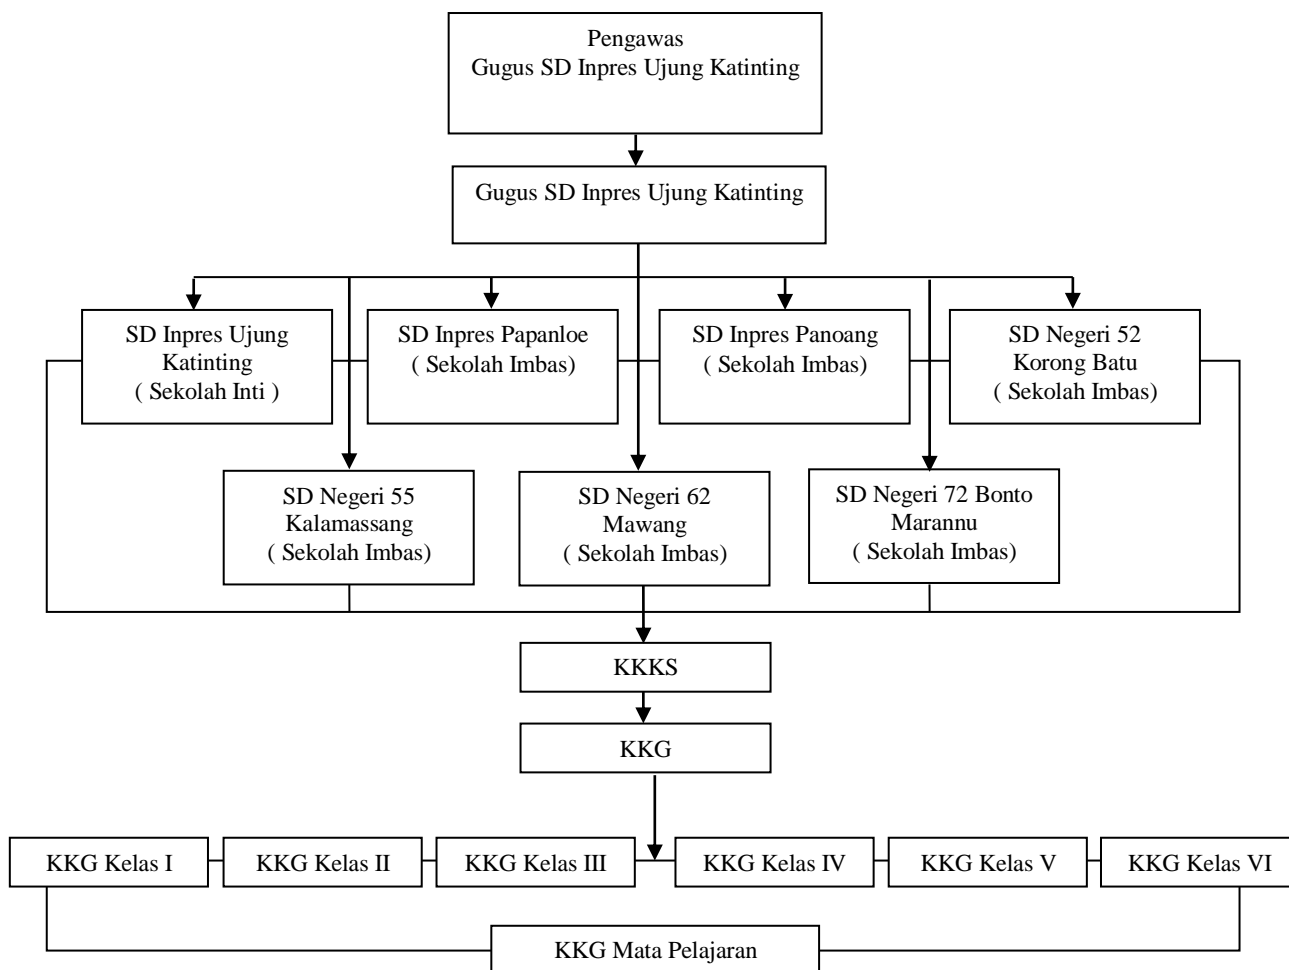 Pengawas
Gugus SD Inpres Ujung Katinting
Gugus SD Inpres Ujung Katinting
SD Inpres Ujung
Katinting
( Sekolah Inti )
SD Inpres Papanloe
( Sekolah Imbas)
SD Inpres Panoang
( Sekolah Imbas)
SD Negeri 52
Korong Batu
( Sekolah Imbas)
SD Negeri 55
Kalamassang
( Sekolah Imbas)
SD Negeri 62
Mawang
( Sekolah Imbas)
SD Negeri 72 Bonto
Marannu
( Sekolah Imbas)
KKKS
KKG
KKG Kelas I
KKG Kelas II
KKG Kelas III
KKG Kelas IV
KKG Kelas V
KKG Kelas VI
KKG Mata Pelajaran